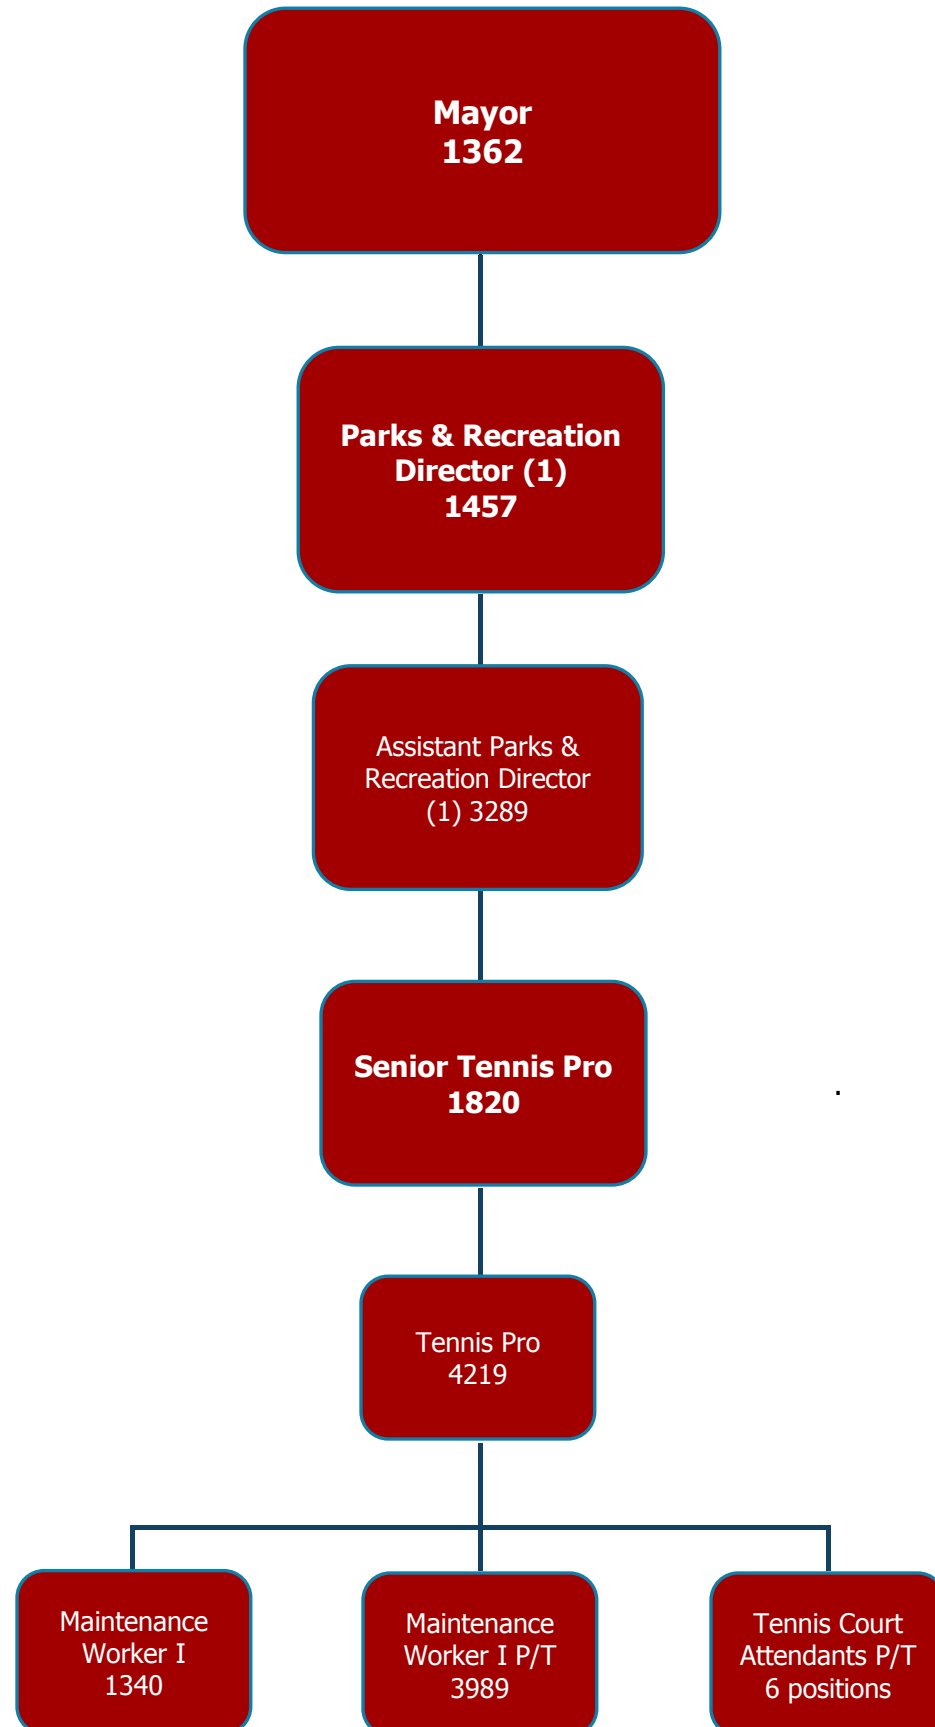 Mayor
1362
Parks & Recreation
Director (1)
1457
Assistant Parks &
Recreation Director
(1) 3289
Senior Tennis Pro
1820
.
Tennis Pro
4219
Maintenance
Worker I
1340
Maintenance
Worker I P/T
3989
Tennis Court
Attendants P/T
6 positions